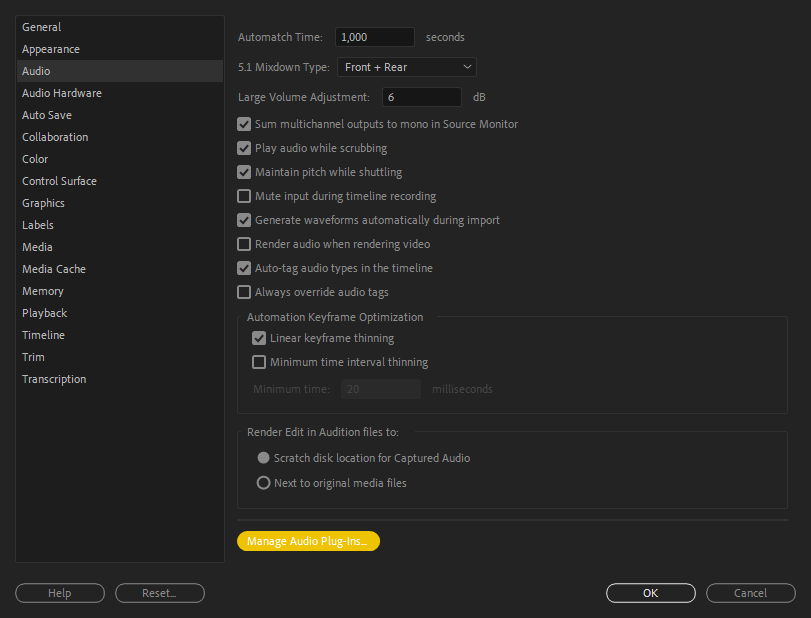 General
Appearance
Audio
Audio Hardware
Auto Save
Collaboration
Color
Control Surface
Graphics
Labels
Media
Media Cache
Memory
Playback
Timeline
Trim
Transcription
Automatch Time: 1,000 seconds
5.1 Mixdown Type: Front + Rear
Large Volume Adjustment: 6 dB
Sum multichannel outputs to mono in Source Monitor
Play audio while scrubbing
Maintain pitch while shuttling
Mute input during timeline recording
Generate waveforms automatically during import
Render audio when rendering video
Auto-tag audio types in the timeline
Always override audio tags
Automation Keyframe Optimization
Linear keyframe thinning
Minimum time interval thinning
Minimum time: 20 milliseconds
Render Edit in Audition files to:
Scratch disk location for Captured Audio
Next to original media files
Manage Audio Plug-Ins...
Help Reset... OK Cancel